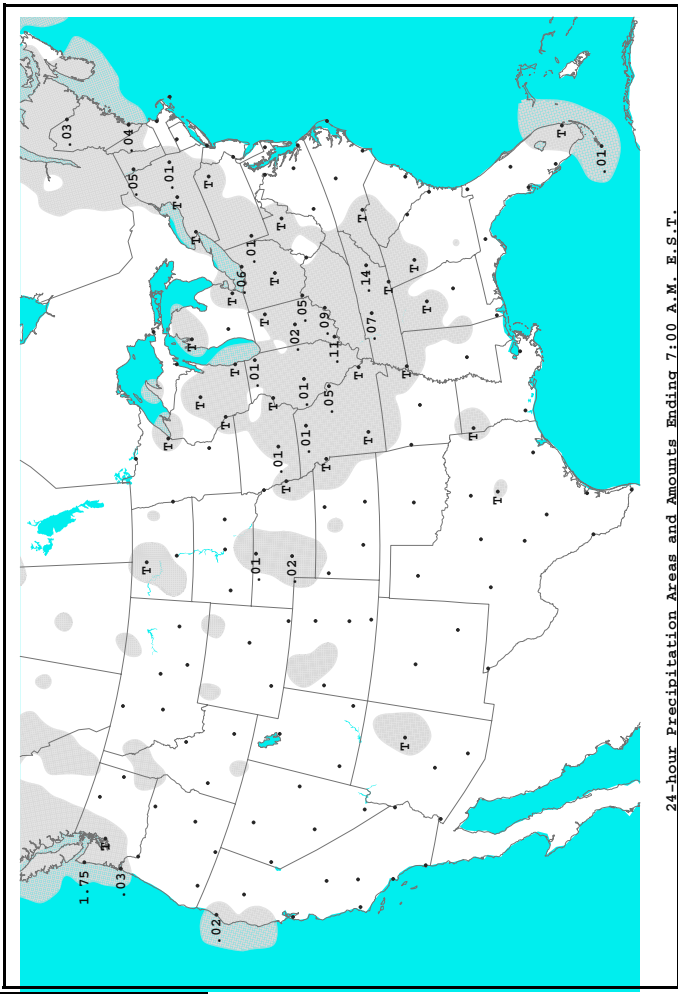 .03
1.75
T
.03
.04
.05
T
T
.01
T
T
T
T
T
.02
T
T
T
.06
.01
.01
.01
T
T
T
.01
T
T
.02
.02
.05
.01
.01
.09
T
.05
.11
T
T
.14
T
.07
T
T
T
T
T
T
T
T
.01
24-hour Precipitation Areas and Amounts Ending 7:00 A.M. E.S.T.